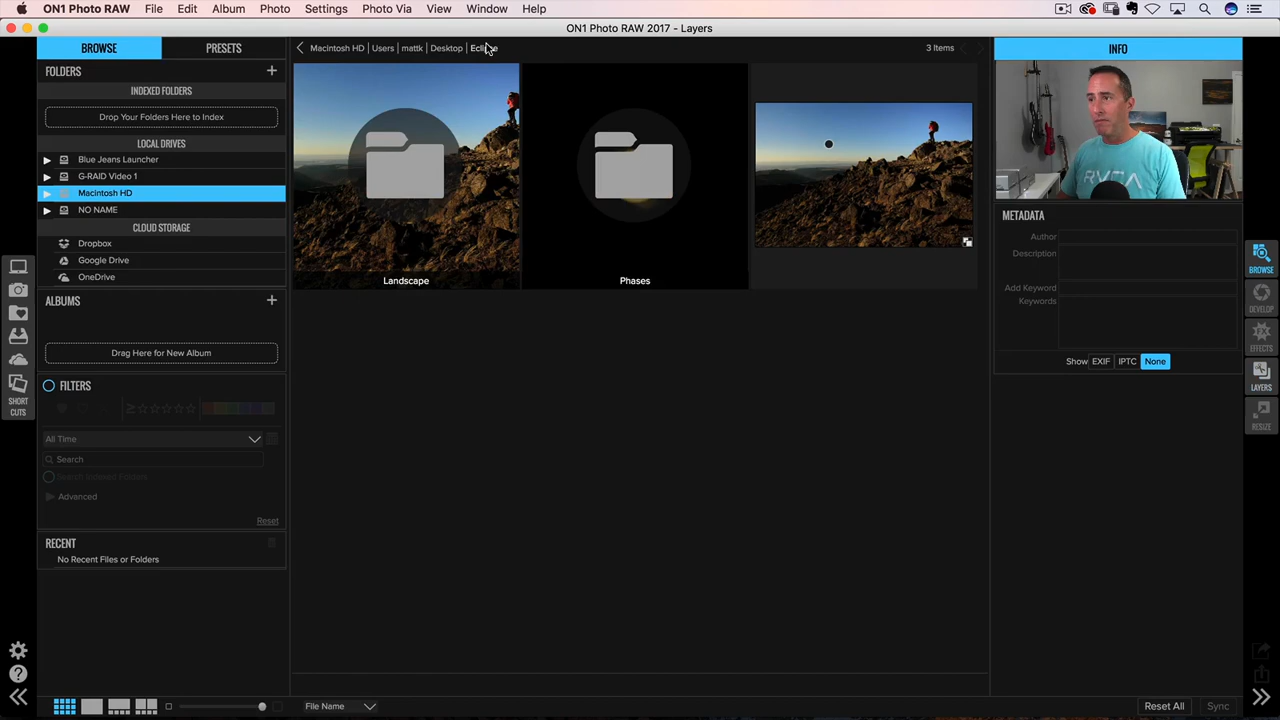 ON1 Photo RAW File Edit Album Photo Settings Photo Via View Window Help
ON1 Photo RAW 2017 - Layers
BROWSE PRESETS
Macintosh HD | Users | mattk | Desktop |
3 Items
INFO
FOLDERS +
INDEXED FOLDERS
Drop Your Folders Here to Index
LOCAL DRIVES
Blue Jeans Launcher
G-RAID Video 1
Macintosh HD
NO NAME
CLOUD STORAGE
Dropbox
Google Drive
OneDrive
ALBUMS +
Drag Here for New Album
FILTERS
All Time
Search
Search Indexed Folders
Advanced
Reset
RECENT
No Recent Files or Folders
SHORT
CUTS
Landscape
Phases
RVCA
METADATA
Author
Description
Add Keyword
Keywords
Show EXIF IPTC None
BROWSE
DEVELOP
FX
EFFECTS
LAYERS
RESIZE
File Name
Reset All Sync